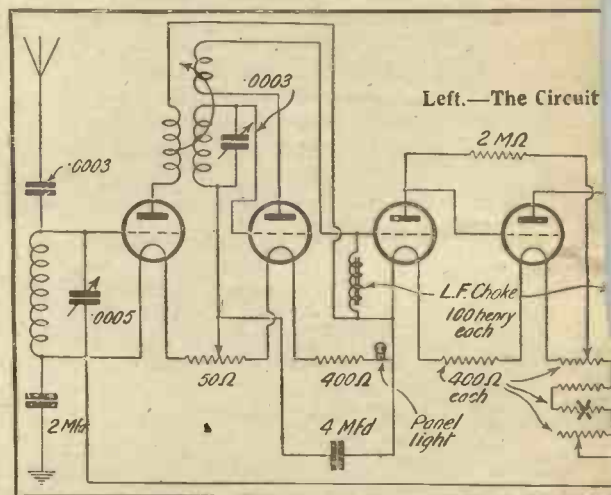 .0003
Left.—The Circuit
2 MΩ
.0003
.0005
L.F. Choke
100 henry
each
50Ω
400Ω
400Ω
each
2 Mfd
4 Mfd
Panel
light